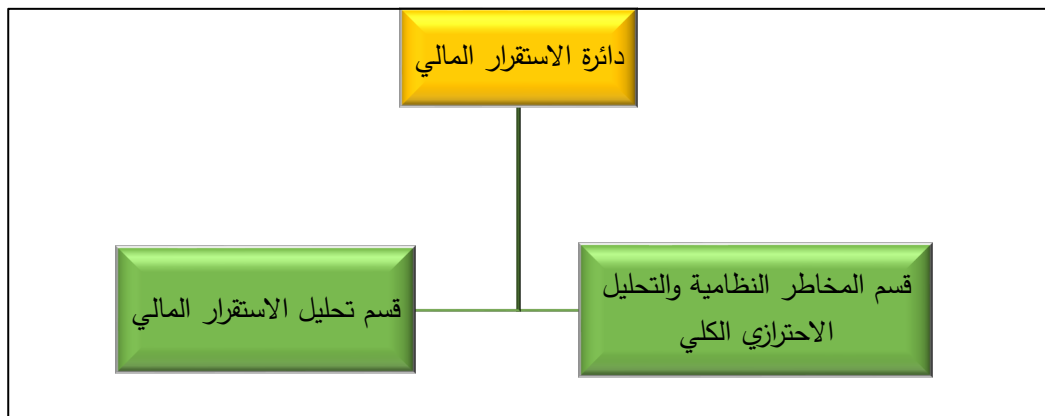 دائرة الاستقرار المالي
قسم المخاطر النظامية والتحليل
الاحترازي الكلي
قسم تحليل الاستقرار المالي